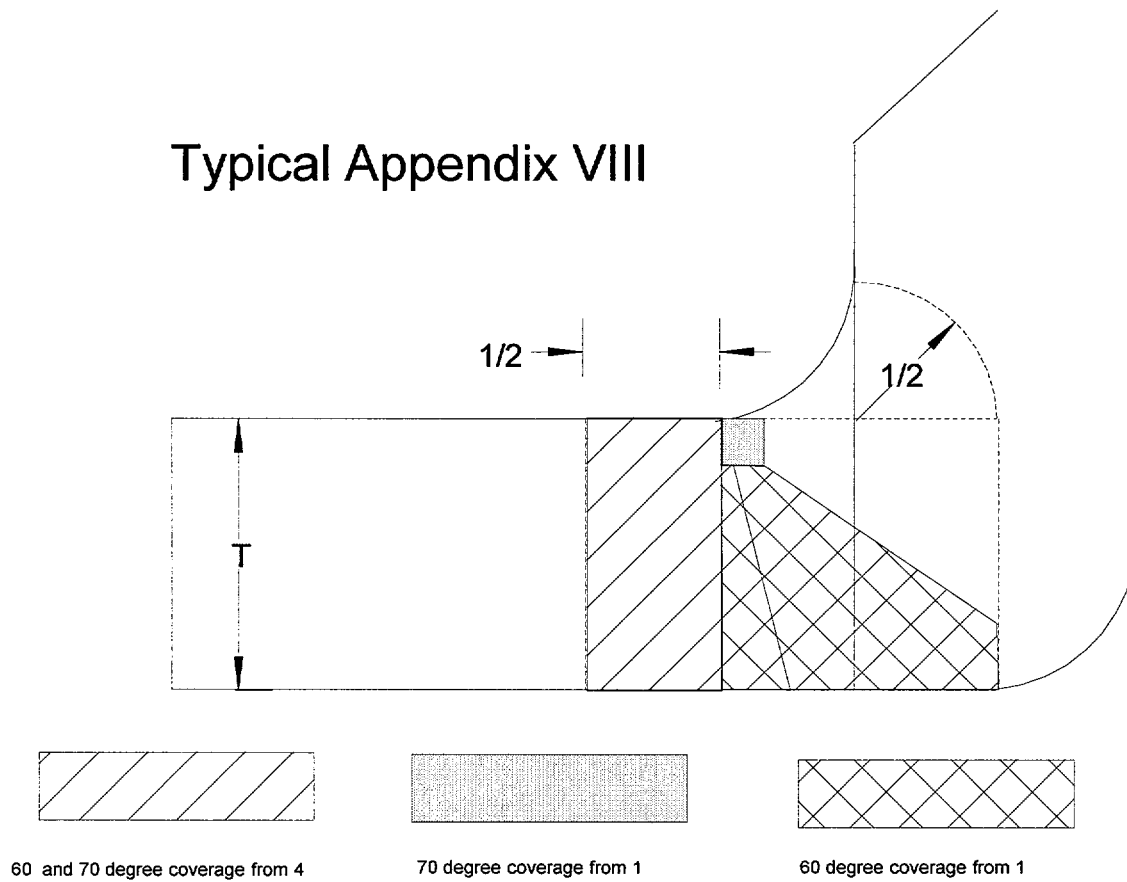 Typical Appendix VIII
1/2
1/2
T
60 and 70 degree coverage from 4
70 degree coverage from 1
60 degree coverage from 1